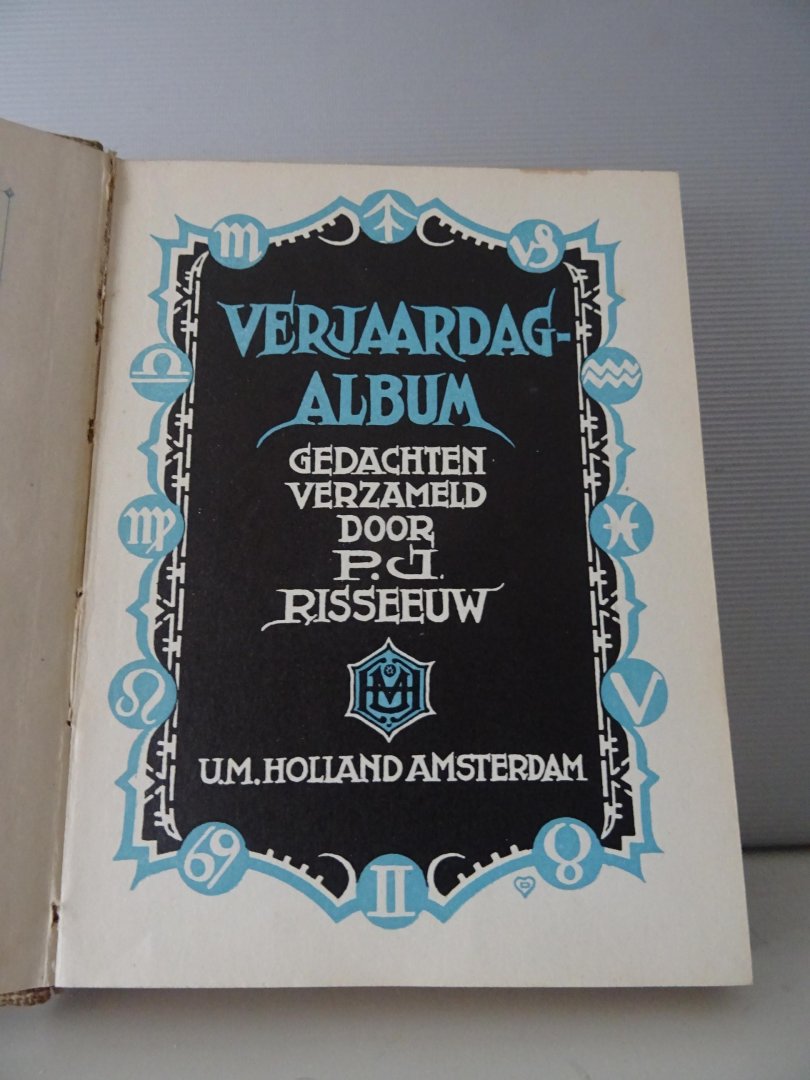 VERJAARDAG-
ALBUM
GEDACHTEN
VERZAMELD
DOOR
P.J.
RISSEEUW
U.M. HOLLAND AMSTERDAM